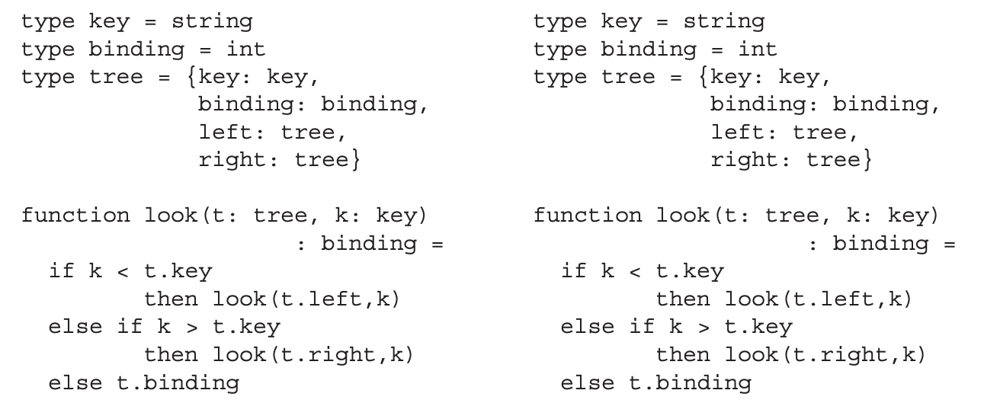 type key = string
type binding = int
type tree = {key: key,
             binding: binding,
             left: tree,
             right: tree}

function look(t: tree, k: key)
                    : binding =
  if k < t.key
         then look(t.left,k)
  else if k > t.key
         then look(t.right,k)
  else t.binding

type key = string
type binding = int
type tree = {key: key,
             binding: binding,
             left: tree,
             right: tree}

function look(t: tree, k: key)
                    : binding =
  if k < t.key
         then look(t.left,k)
  else if k > t.key
         then look(t.right,k)
  else t.binding